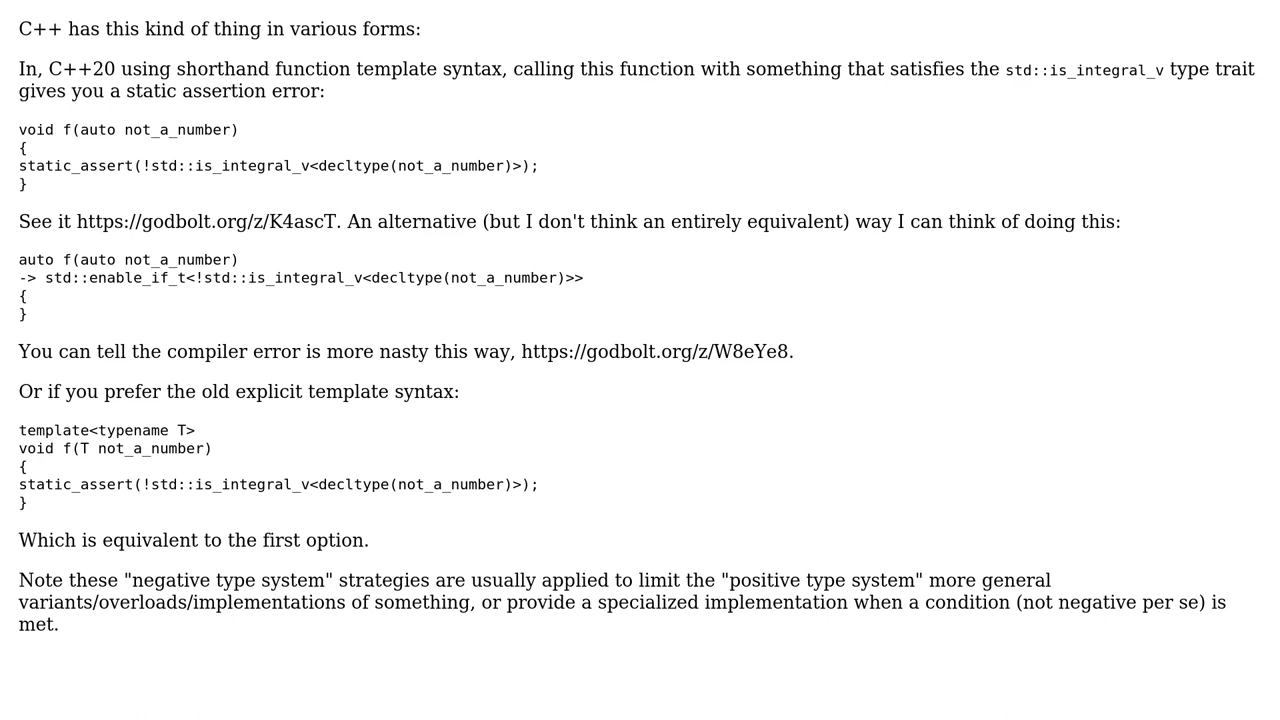 C++ has this kind of thing in various forms:
In, C++20 using shorthand function template syntax, calling this function with something that satisfies the std::is_integral_v type trait
gives you a static assertion error:
void f(auto not_a_number)
{
static_assert(!std::is_integral_v<decltype(not_a_number)>);
}
See it https://godbolt.org/z/K4ascT. An alternative (but I don't think an entirely equivalent) way I can think of doing this:
auto f(auto not_a_number)
-> std::enable_if_t<!std::is_integral_v<decltype(not_a_number)>>
{
}
You can tell the compiler error is more nasty this way, https://godbolt.org/z/W8eYe8.
Or if you prefer the old explicit template syntax:
template<typename T>
void f(T not_a_number)
{
static_assert(!std::is_integral_v<decltype(not_a_number)>);
}
Which is equivalent to the first option.
Note these "negative type system" strategies are usually applied to limit the "positive type system" more general
variants/overloads/implementations of something, or provide a specialized implementation when a condition (not negative per se) is
met.